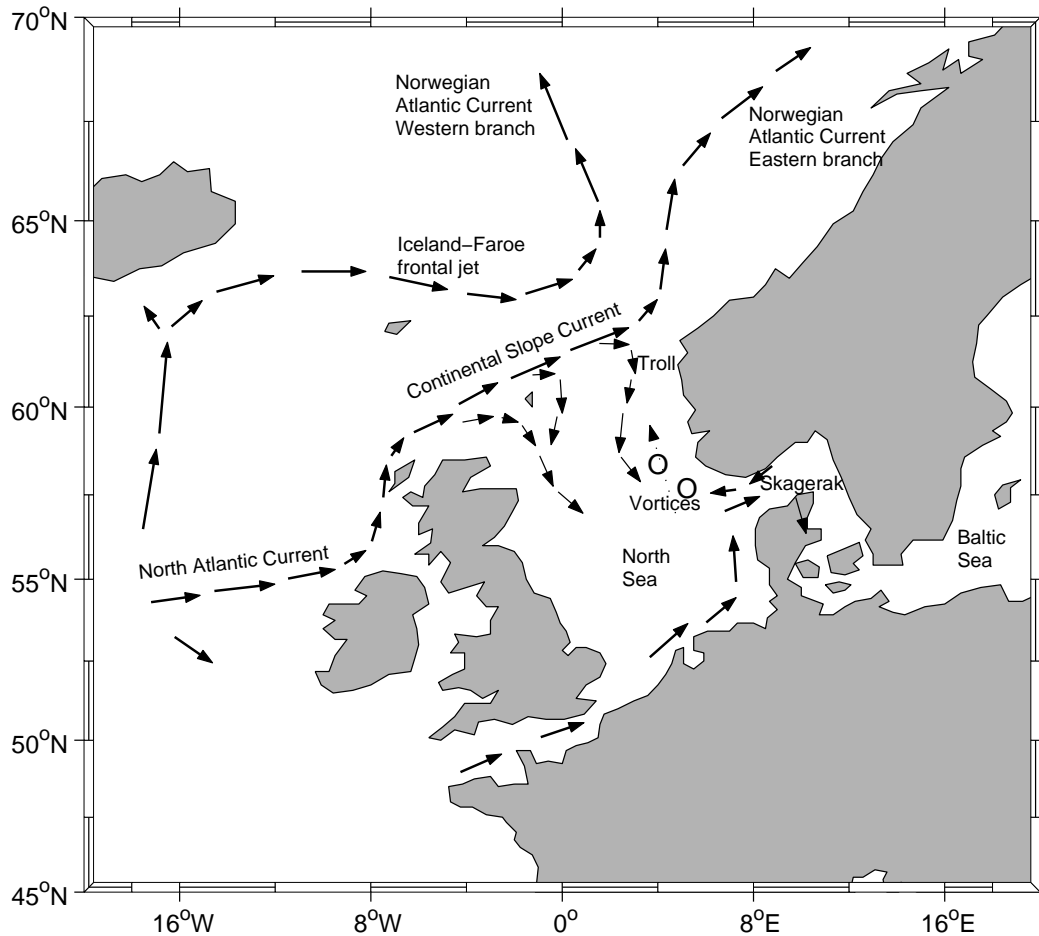 70°N
Norwegian
Atlantic Current
Western branch
Norwegian
Atlantic Current
Eastern branch
65°N
Iceland–Faroe
frontal jet
Continental Slope Current
Troll
60°N
O
O
Skagerak
Vortices
North Atlantic Current
North
Sea
Baltic
Sea
55°N
50°N
45°N
16°W
8°W
0°
8°E
16°E